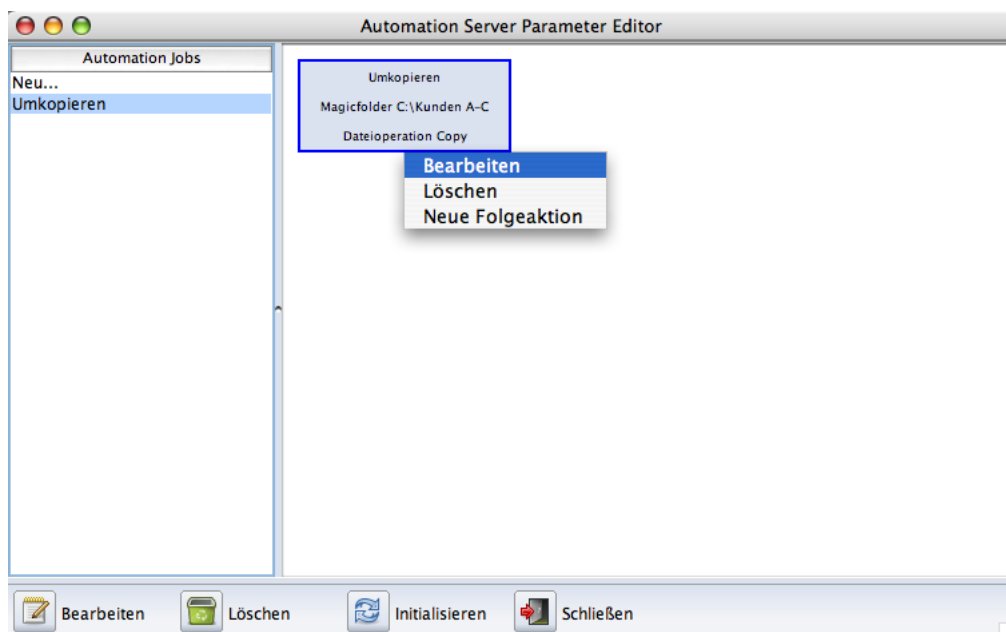 Automation Server Parameter Editor
Automation Jobs
Neu...
Umkopieren
Umkopieren
Magicfolder C:\Kunden A-C
Dateioperation Copy
Bearbeiten
Löschen
Neue Folgeaktion
Bearbeiten Löschen Initialisieren Schließen